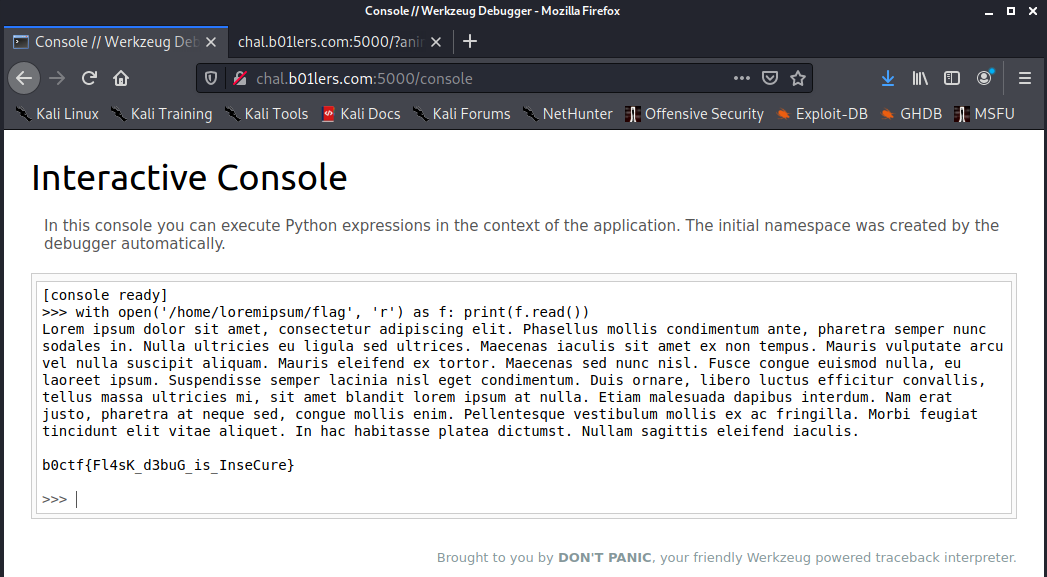 Console // Werkzeug Debugger - Mozilla Firefox
Console // Werkzeug Deb
chal.b01lers.com:5000/?ani
chal.b01lers.com:5000/console
Kali Linux Kali Training Kali Tools Kali Docs Kali Forums NetHunter Offensive Security Exploit-DB GHDB MSFU
Interactive Console
In this console you can execute Python expressions in the context of the application. The initial namespace was created by the
debugger automatically.
[console ready]
>>> with open('/home/loremipsum/flag', 'r') as f: print(f.read())
Lorem ipsum dolor sit amet, consectetur adipiscing elit. Phasellus mollis condimentum ante, pharetra semper nunc
sodales in. Nulla ultricies eu ligula sed ultrices. Maecenas iaculis sit amet ex non tempus. Mauris vulputate arcu
vel nulla suscipit aliquam. Mauris eleifend ex tortor. Maecenas sed nunc nisl. Fusce congue euismod nulla, eu
laoreet ipsum. Suspendisse semper lacinia nisl eget condimentum. Duis ornare, libero luctus efficitur convallis,
tellus massa ultricies mi, sit amet blandit lorem ipsum at nulla. Etiam malesuada dapibus interdum. Nam erat
justo, pharetra at neque sed, congue mollis enim. Pellentesque vestibulum mollis ex ac fringilla. Morbi feugiat
tincidunt elit vitae aliquet. In hac habitasse platea dictumst. Nullam sagittis eleifend iaculis.
b0ctf{Fl4sK_d3buG_is_InseCure}
>>>
Brought to you by DON'T PANIC, your friendly Werkzeug powered traceback interpreter.